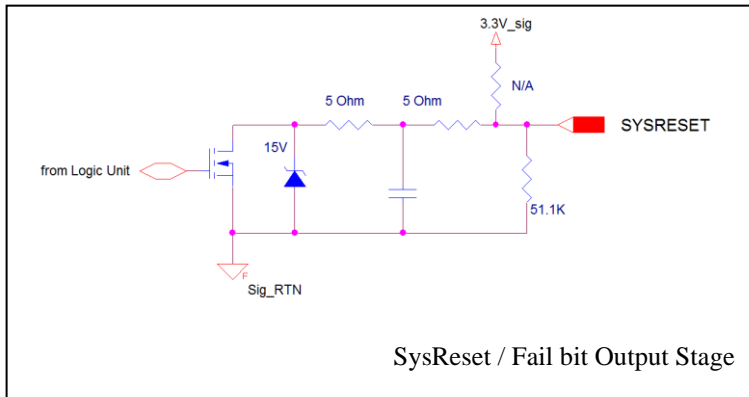 3.3V_sig
N/A
5 Ohm 5 Ohm
SYSRESET
15V
from Logic Unit
51.1K
F
Sig_RTN
SysReset / Fail bit Output Stage